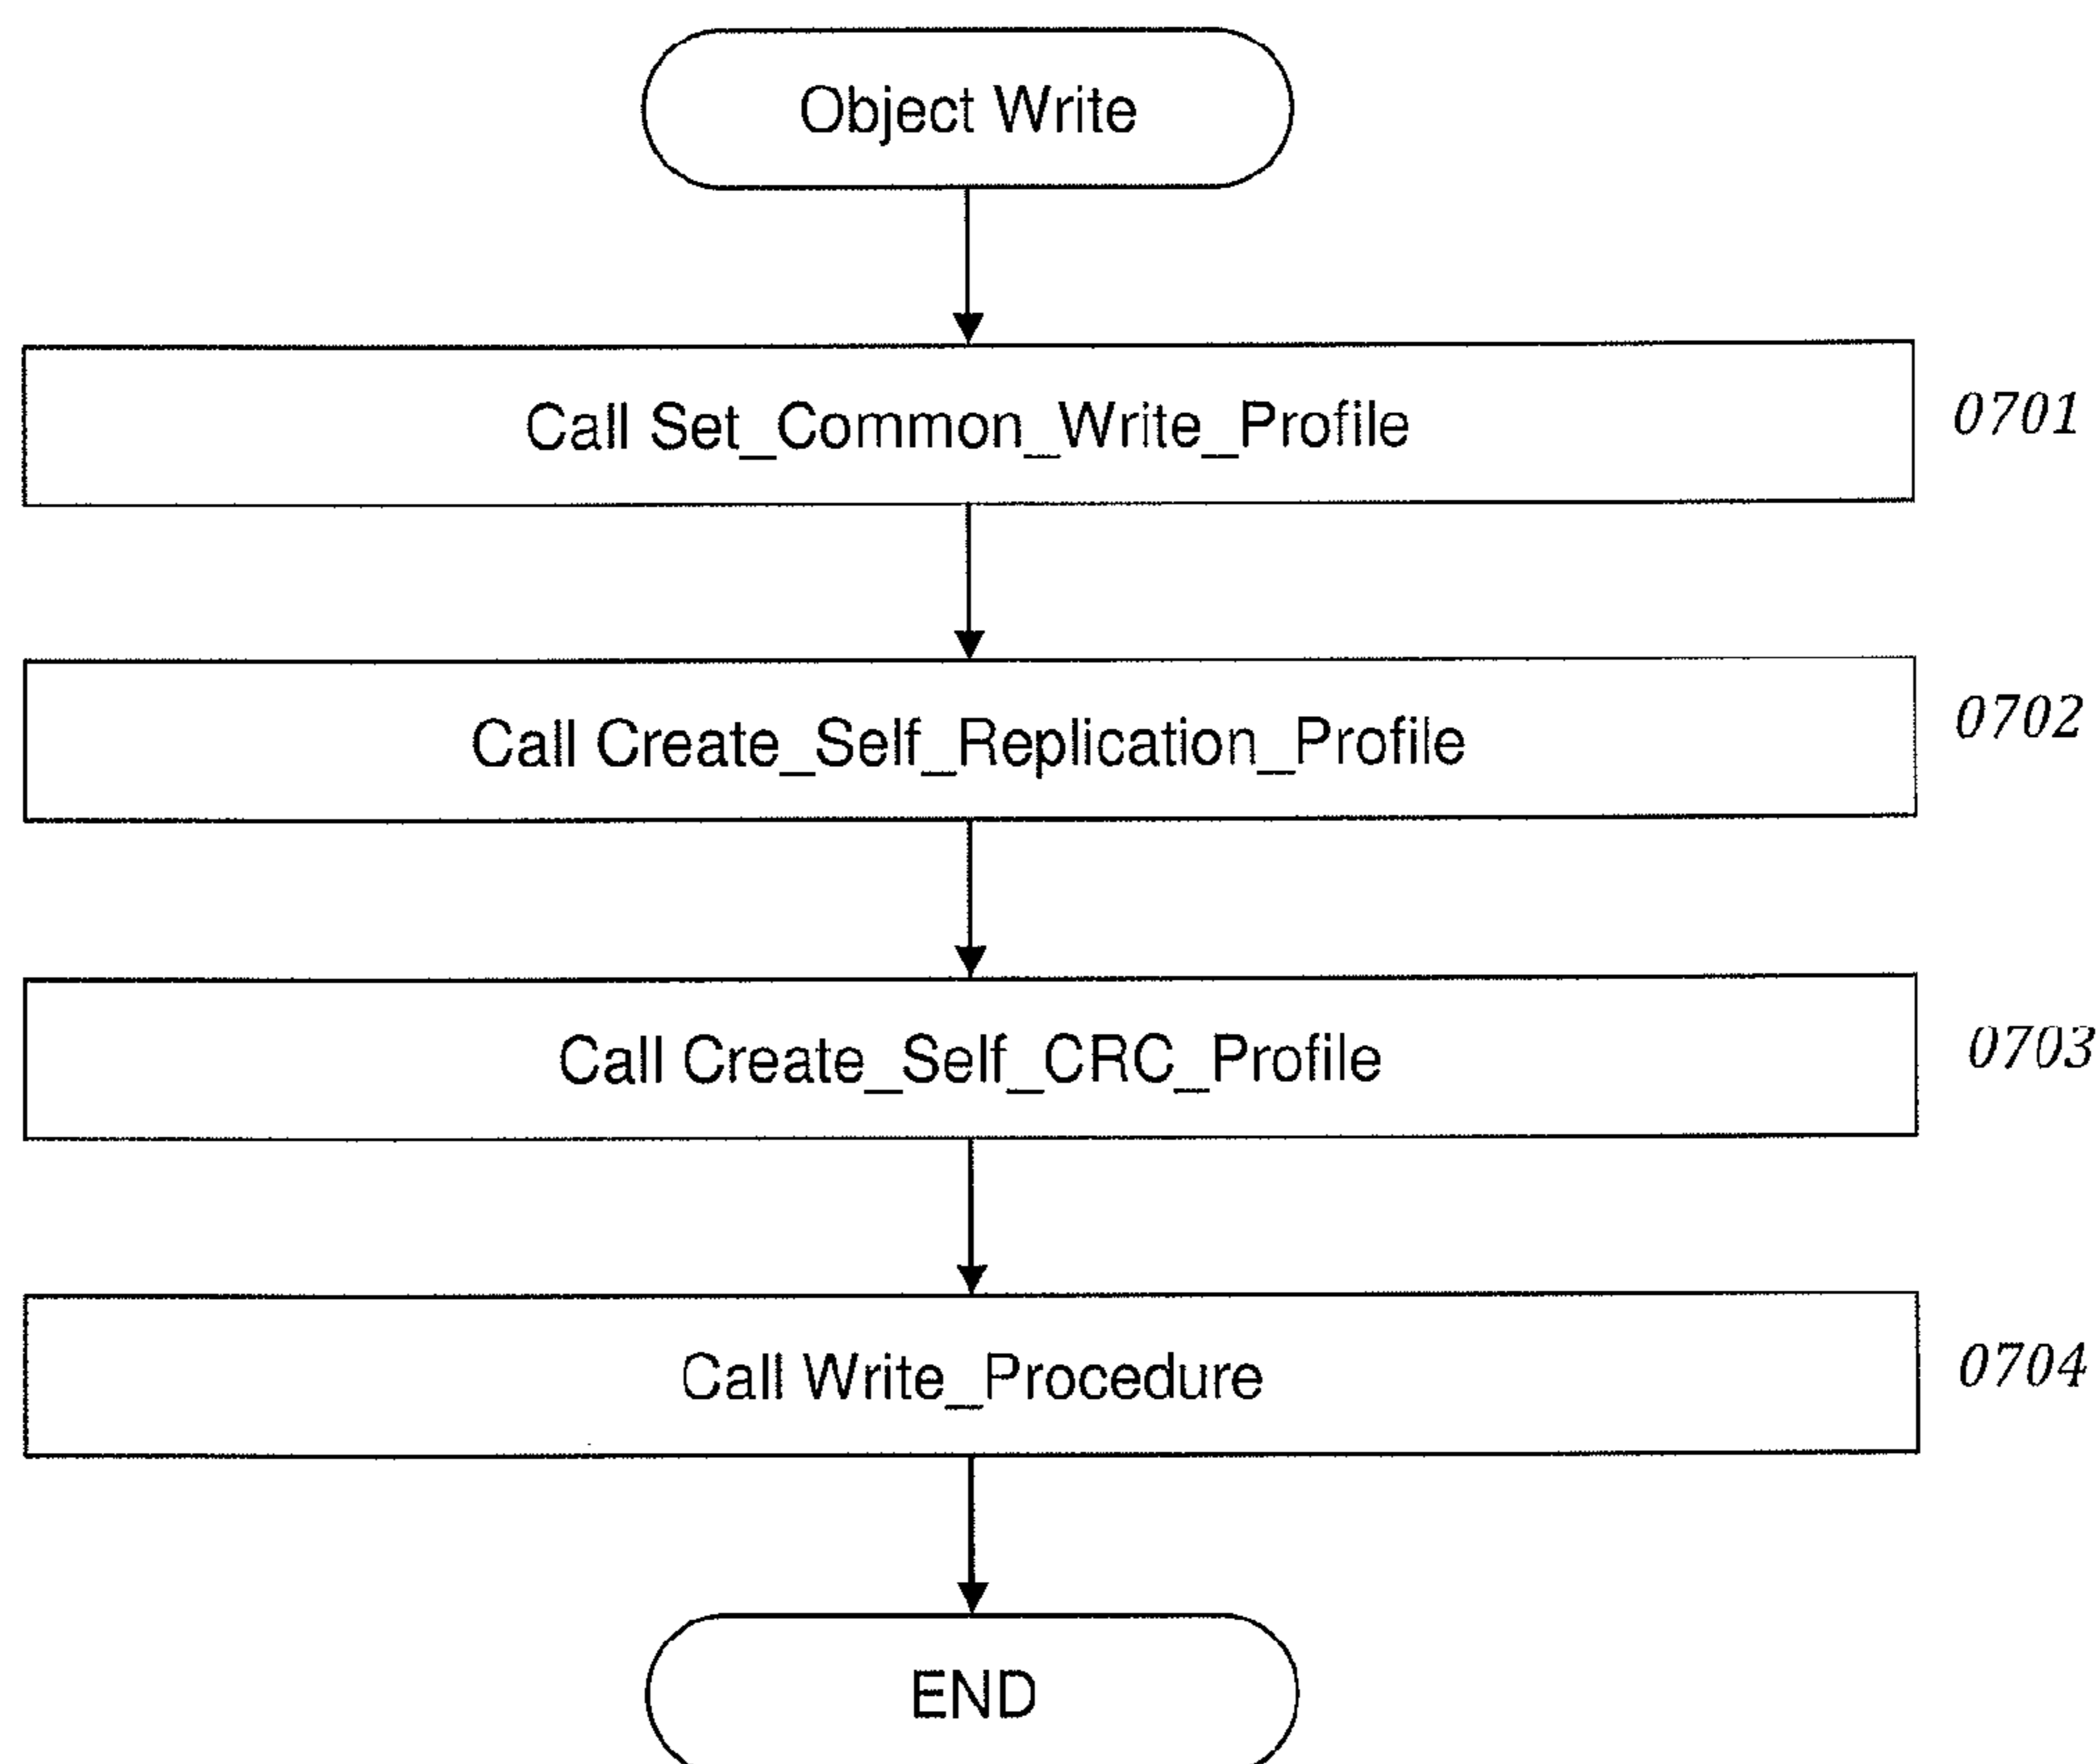 Object Write
Call Set_Common_Write_Profile
0701
Call Create_Self_Replication_Profile
0702
Call Create_Self_CRC_Profile
0703
Call Write_Procedure
0704
END